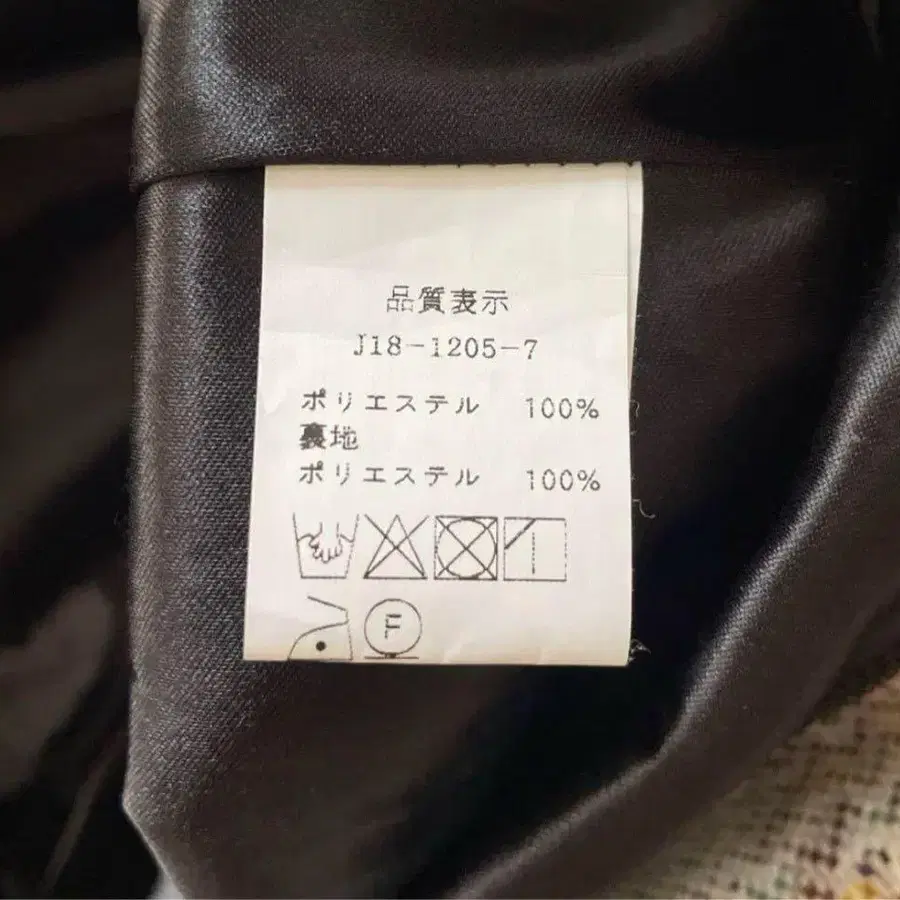 品質表示
J18-1205-7
ポリエステル 100%
裏地
ポリエステル 100%
F